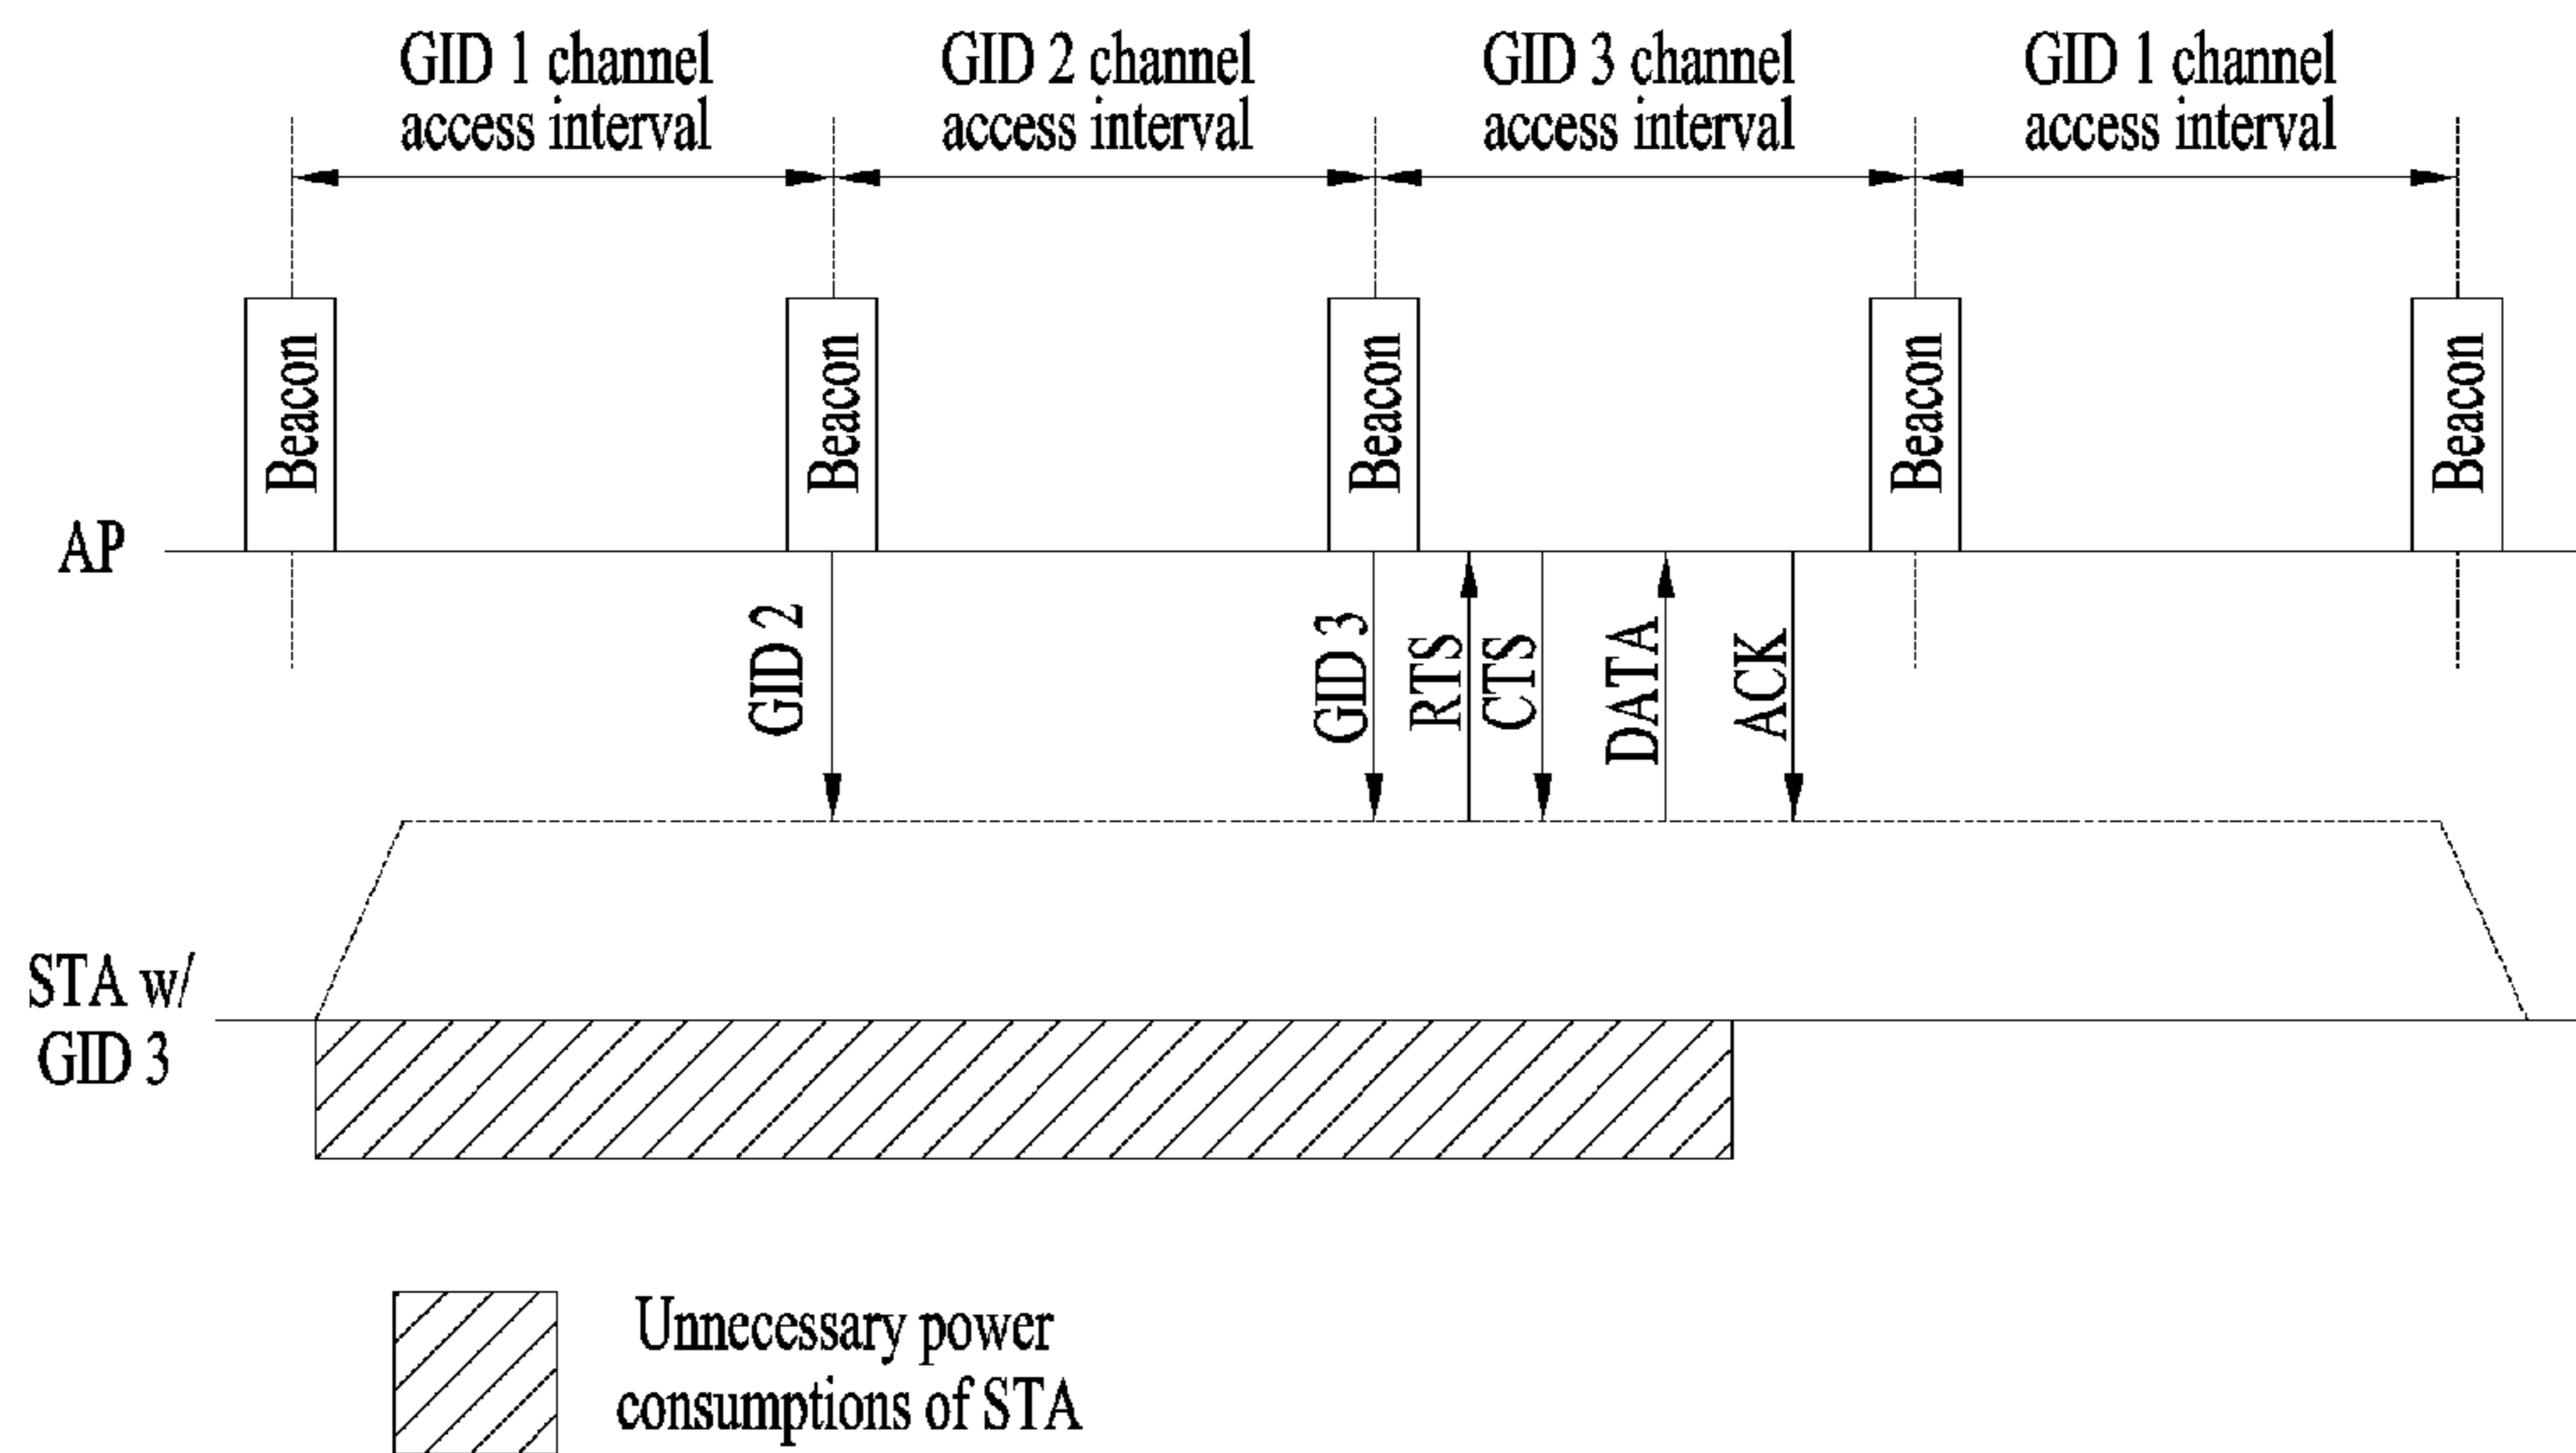 GID 1 channel
access interval
GID 2 channel
access interval
GID 3 channel
access interval
GID 1 channel
access interval
Beacon
Beacon
Beacon
Beacon
Beacon
AP
GID 2
GID 3
RTS
CTS
DATA
ACK
STA w/
GID 3
Unnecessary power
consumptions of STA